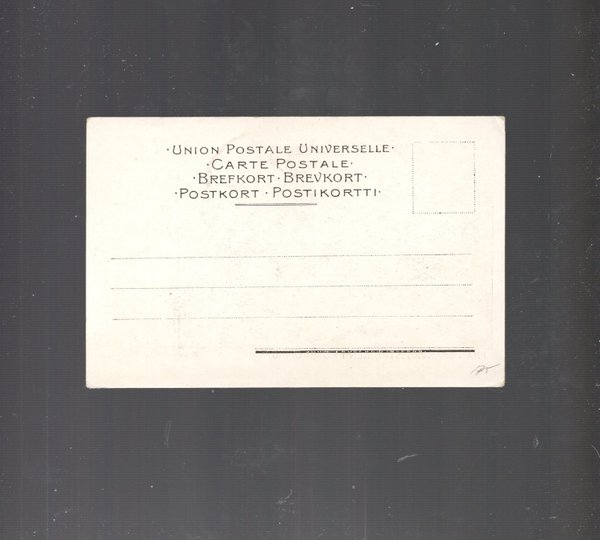 ·UNION POSTALE UNIVERSELLE·
·CARTE POSTALE·
·BREFKORT·BREVKORT·
·POSTKORT·POSTIKORTTI·